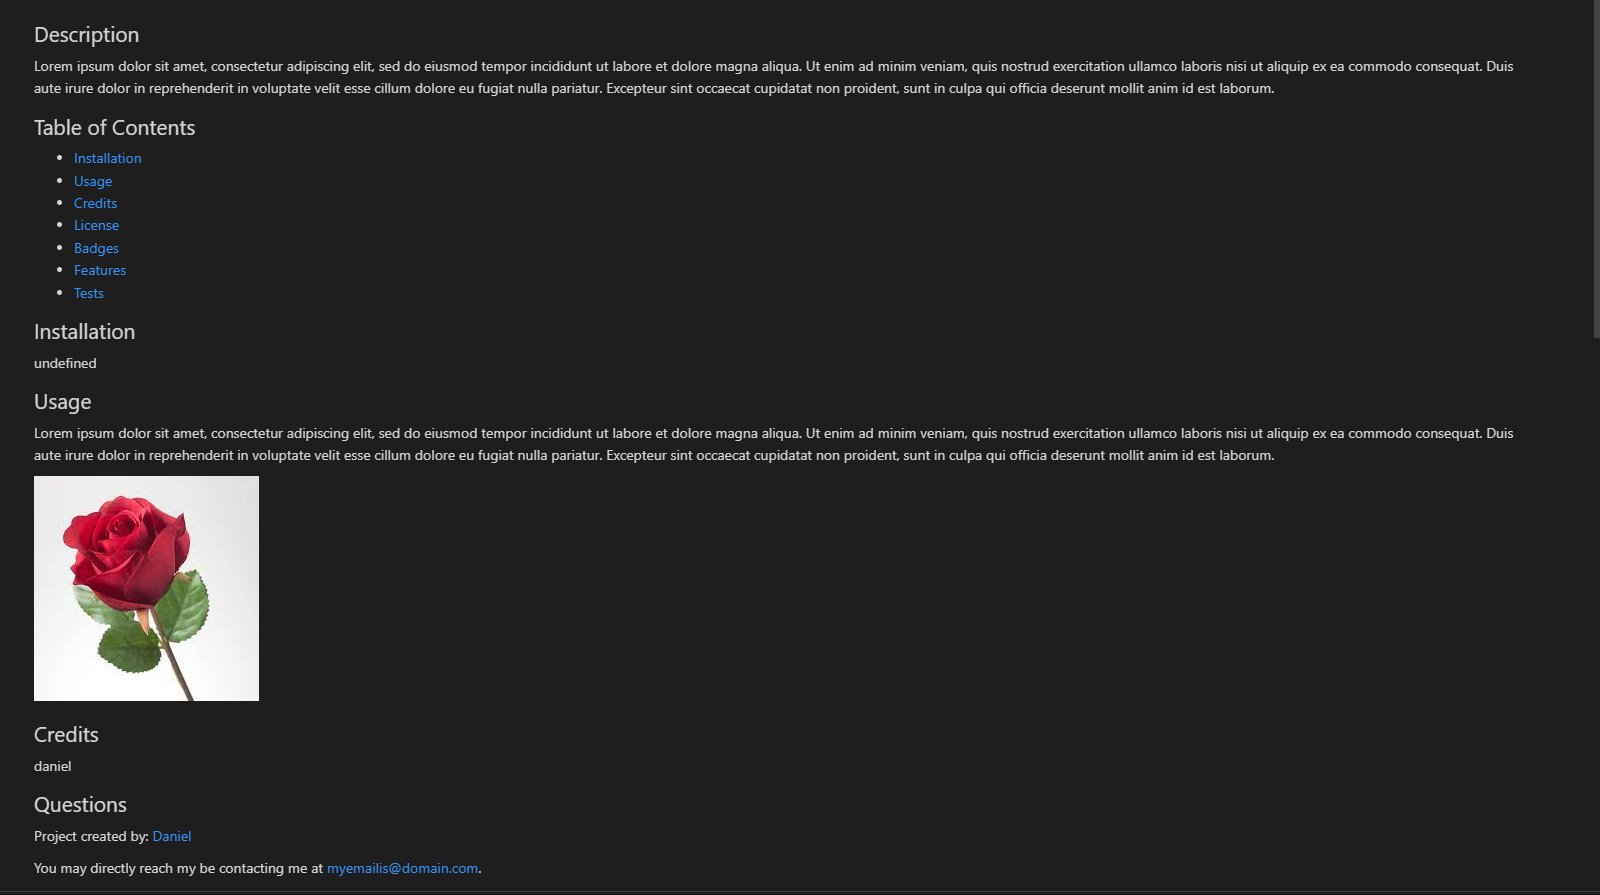 Description
Lorem ipsum dolor sit amet, consectetur adipiscing elit, sed do eiusmod tempor incididunt ut labore et dolore magna aliqua. Ut enim ad minim veniam, quis nostrud exercitation ullamco laboris nisi ut aliquip ex ea commodo consequat. Duis
aute irure dolor in reprehenderit in voluptate velit esse cillum dolore eu fugiat nulla pariatur. Excepteur sint occaecat cupidatat non proident, sunt in culpa qui officia deserunt mollit anim id est laborum.
Table of Contents
• Installation
• Usage
• Credits
• License
• Badges
• Features
• Tests
Installation
undefined
Usage
Lorem ipsum dolor sit amet, consectetur adipiscing elit, sed do eiusmod tempor incididunt ut labore et dolore magna aliqua. Ut enim ad minim veniam, quis nostrud exercitation ullamco laboris nisi ut aliquip ex ea commodo consequat. Duis
aute irure dolor in reprehenderit in voluptate velit esse cillum dolore eu fugiat nulla pariatur. Excepteur sint occaecat cupidatat non proident, sunt in culpa qui officia deserunt mollit anim id est laborum.
Credits
daniel
Questions
Project created by: Daniel
You may directly reach my be contacting me at myemailis@domain.com.